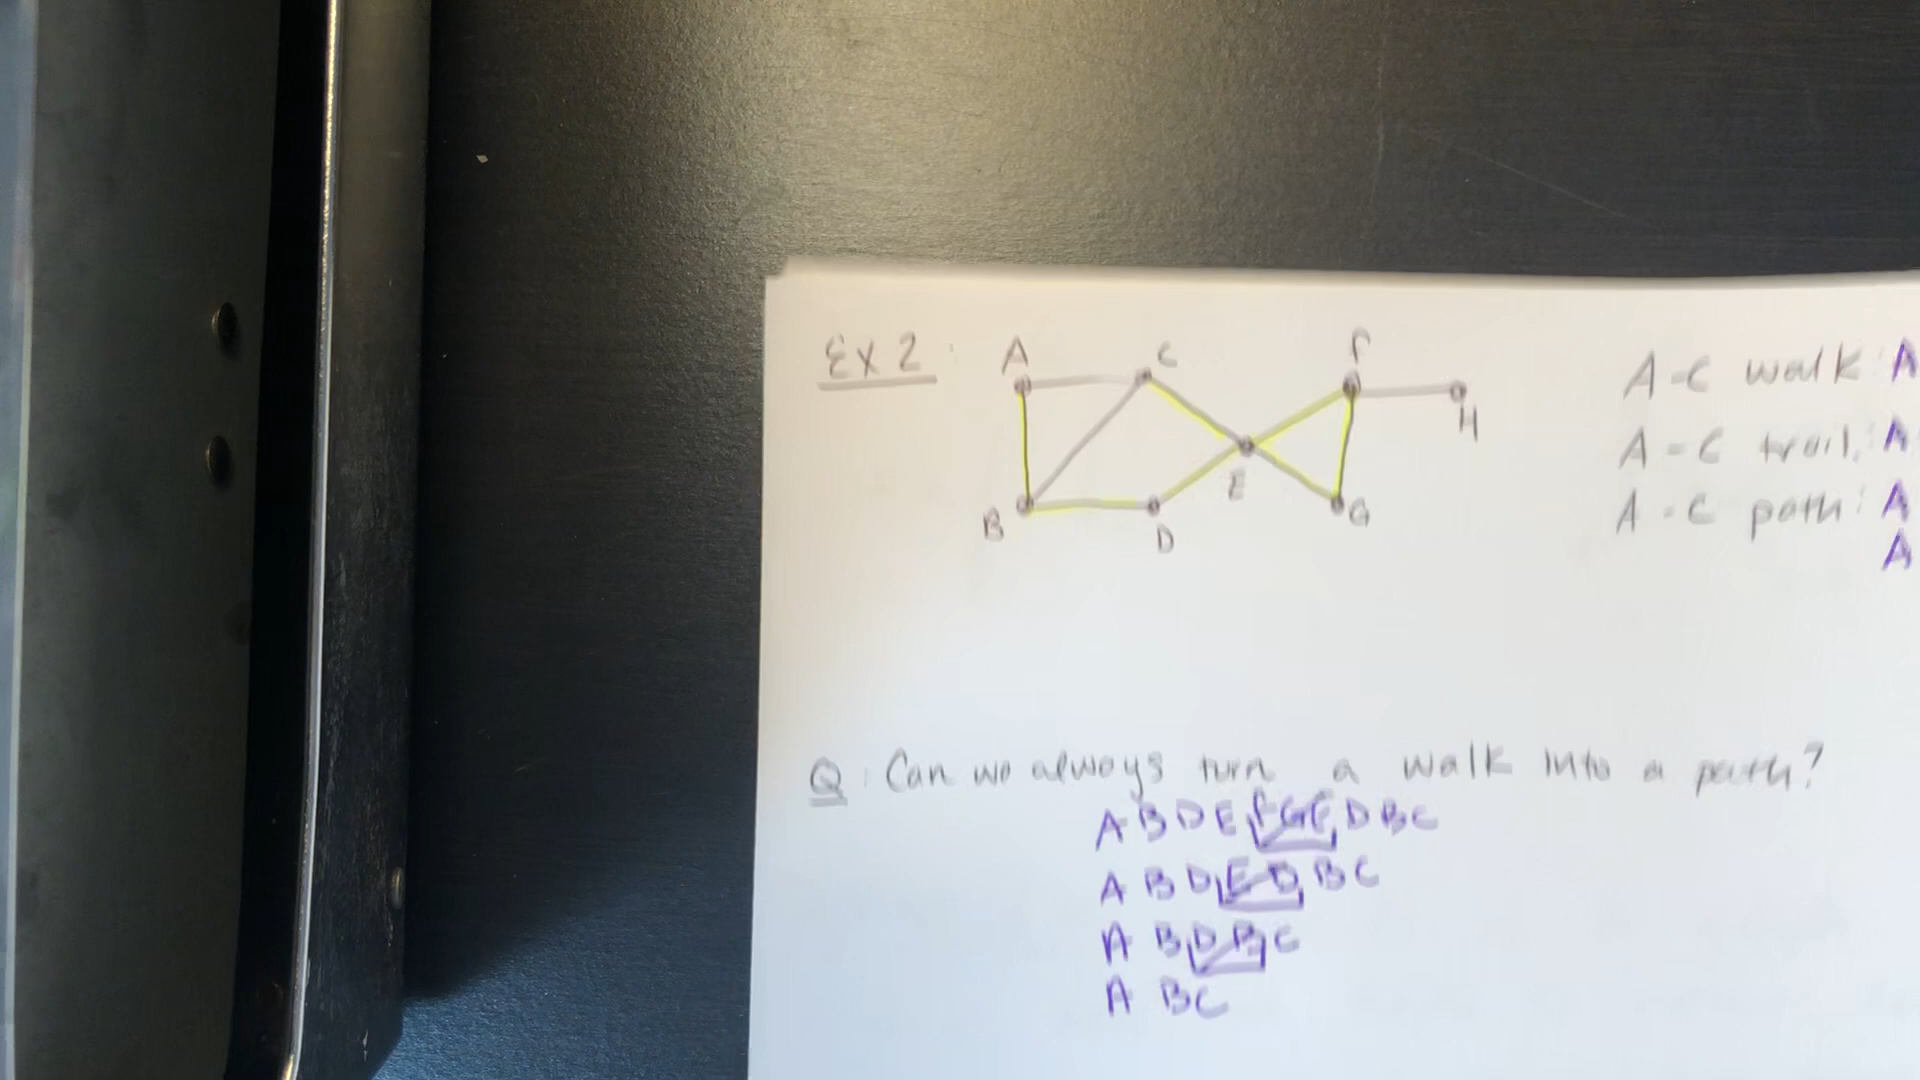 Ex 2:
A C F
H
E
B D G
A-C walk: A
A-C trail: A
A-C path: A
A
Q: Can we always turn a walk into a path?
A B D E F G E D B C
A B D E D B C
A B D B C
A B C